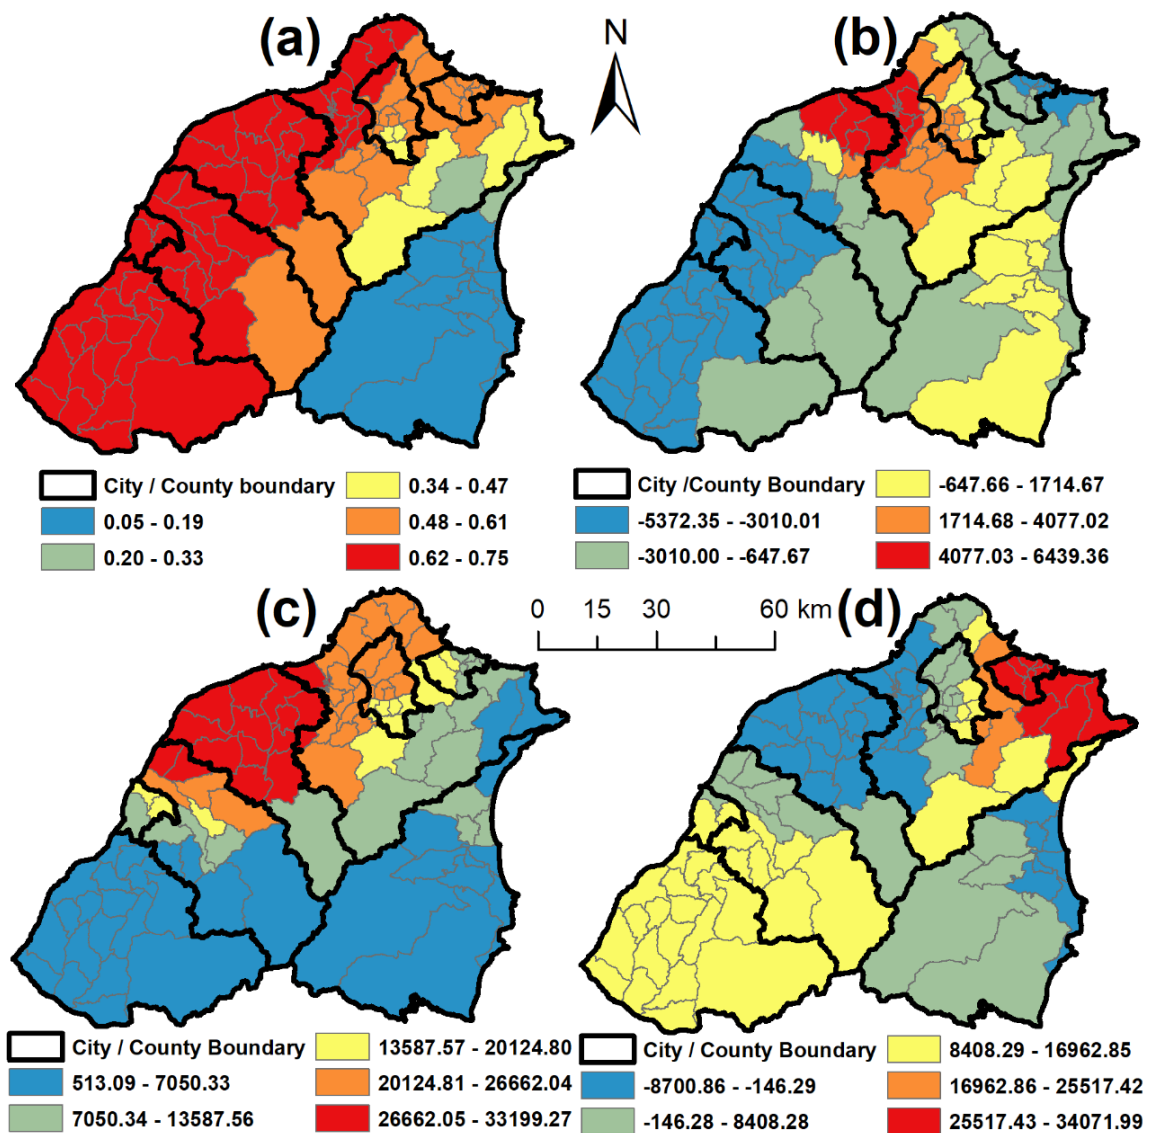 (a)
N
(b)
City / County boundary
0.05 - 0.19
0.20 - 0.33
0.34 - 0.47
0.48 - 0.61
0.62 - 0.75
City /County Boundary
-5372.35 - -3010.01
-3010.00 - -647.67
-647.66 - 1714.67
1714.68 - 4077.02
4077.03 - 6439.36
(c)
0 15 30 60 km
(d)
City / County Boundary
513.09 - 7050.33
7050.34 - 13587.56
13587.57 - 20124.80
20124.81 - 26662.04
26662.05 - 33199.27
City / County Boundary
-8700.86 - -146.29
-146.28 - 8408.28
8408.29 - 16962.85
16962.86 - 25517.42
25517.43 - 34071.99